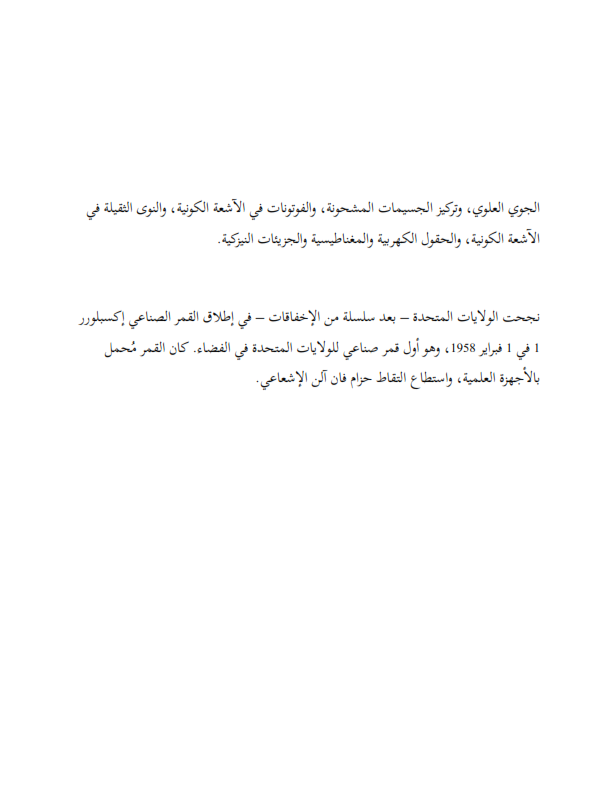 الجوي العلوي، وتركيز الجسيمات المشحونة، والفوتونات في الآشعة الكونية، والنوى الثقيلة في
الآشعة الكونية، والحقول الكهربية والمغناطيسية والجزيئات النيزكية.
نجحت الولايات المتحدة – بعد سلسلة من الإخفاقات – في إطلاق القمر الصناعي إكسبلورر
1 في 1 فبراير 1958، وهو أول قمر صناعي للولايات المتحدة في الفضاء. كان القمر مُحمل
بالأجهزة العلمية، واستطاع التقاط حزام فان آلن الإشعاعي.